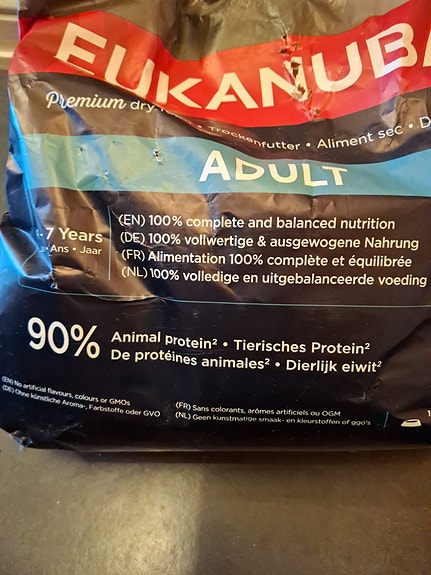 EUKANUBA
Premium dry
Trockenfutter • Aliment sec • D
ADULT
-7 Years
Ans • Jaar
(EN) 100% complete and balanced nutrition
(DE) 100% vollwertige & ausgewogene Nahrung
(FR) Alimentation 100% complète et équilibrée
(NL) 100% volledige en uitgebalanceerde voeding
90%
Animal protein² • Tierisches Protein²
De protéines animales² • Dierlijk eiwit²
(EN) No artificial flavours, colours or GMOs
(DE) Ohne künstliche Aroma-, Farbstoffe oder GVO
(FR) Sans colorants, arômes artificiels ou OGM
(NL) Geen kunstmatige smaak- en kleurstoffen of ggo's
1